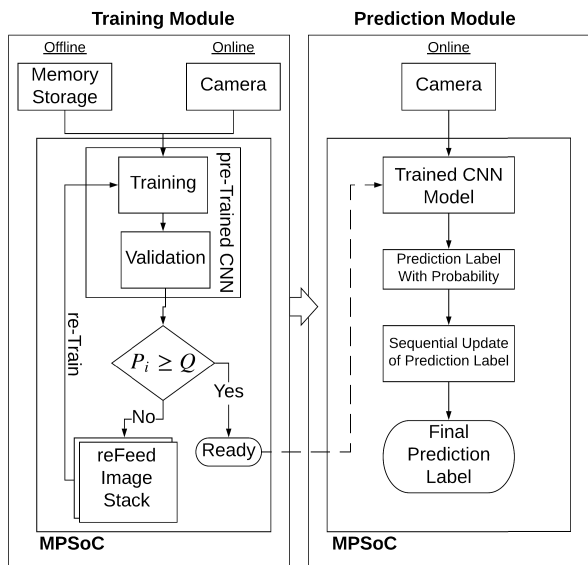 Training Module
Offline
Online
Memory
Storage
Camera
Training
Validation
pre-Trained CNN
re-Train
P_i ≥ Q
Yes
No
Ready
reFeed
Image
Stack
MPSoC
Prediction Module
Online
Camera
Trained CNN
Model
Prediction Label
With Probability
Sequential Update
of Prediction Label
Final
Prediction
Label
MPSoC